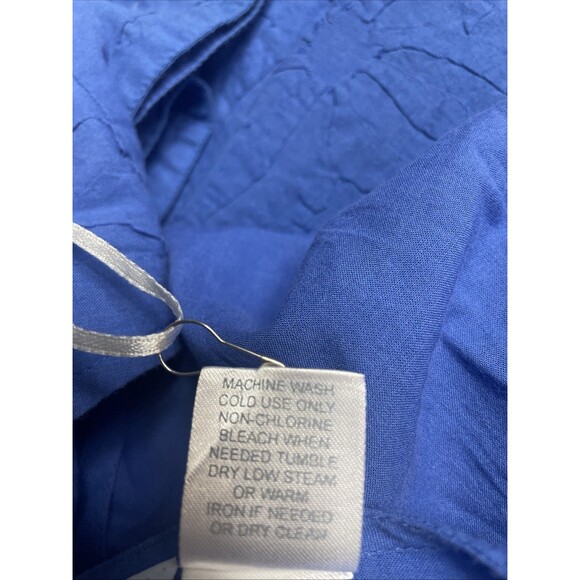 MACHINE WASH
COLD USE ONLY
NON-CHLORINE
BLEACH WHEN
NEEDED TUMBLE
DRY LOW STEAM
OR WARM
IRON IF NEEDED
OR DRY CLEAN